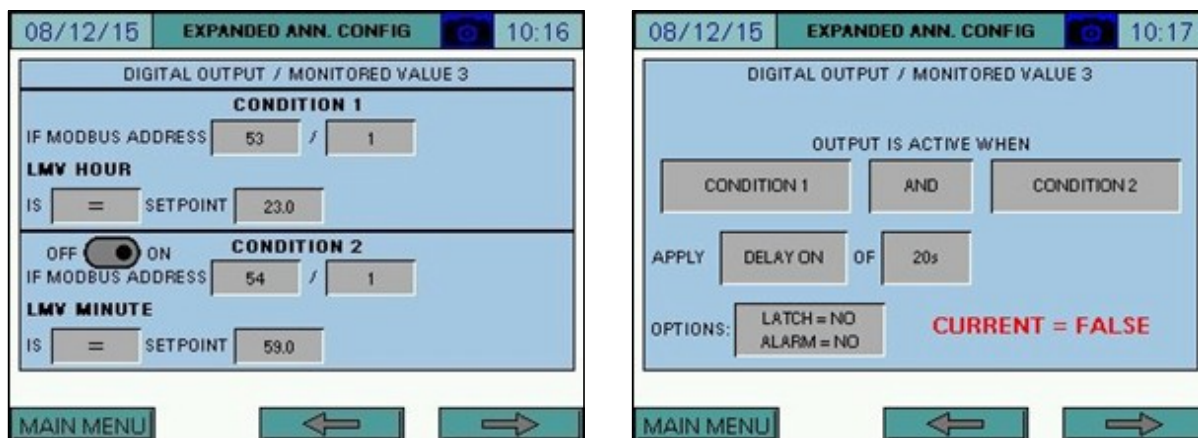 08/12/15 EXPANDED ANN. CONFIG 10:16
DIGITAL OUTPUT / MONITORED VALUE 3
CONDITION 1
IF MODBUS ADDRESS 53 / 1
LMV HOUR
IS = SETPOINT 23.0
OFF ON CONDITION 2
IF MODBUS ADDRESS 54 / 1
LMV MINUTE
IS = SETPOINT 59.0
MAIN MENU
08/12/15 EXPANDED ANN. CONFIG 10:17
DIGITAL OUTPUT / MONITORED VALUE 3
OUTPUT IS ACTIVE WHEN
CONDITION 1 AND CONDITION 2
APPLY DELAY ON OF 20s
OPTIONS: LATCH = NO
ALARM = NO
CURRENT = FALSE
MAIN MENU